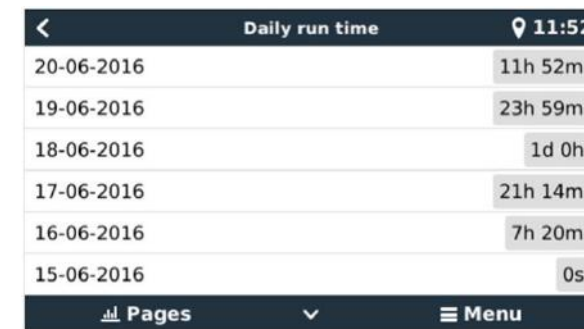 Daily run time 11:52
20-06-2016 11h 52m
19-06-2016 23h 59m
18-06-2016 1d 0h
17-06-2016 21h 14m
16-06-2016 7h 20m
15-06-2016 0s
Pages Menu